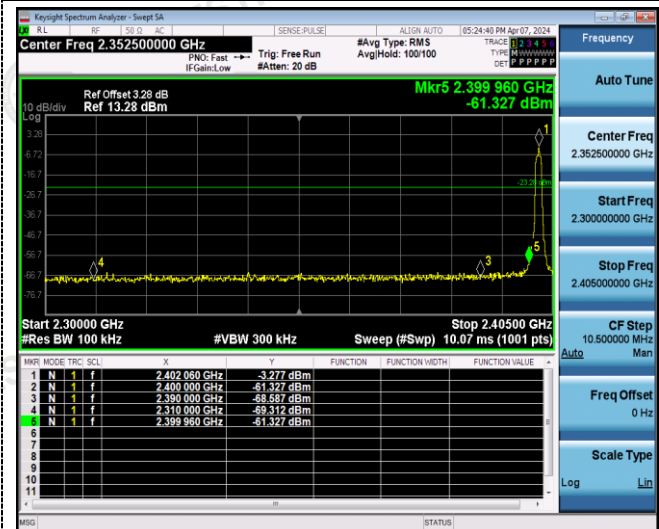 Keysight Spectrum Analyzer - Swept SA
RL RF 50 Ω AC SENSE:PULSE ALIGN AUTO 05:24:40 PM Apr 07, 2024
Center Freq 2.352500000 GHz #Avg Type: RMS TRACE 1 2 3 4 5 6
PNO: Fast Trig: Free Run Avg|Hold: 100/100 TYPE M W W W W W
IFGain:Low #Atten: 20 dB DET P P P P P P
Mkr5 2.399 960 GHz
-61.327 dBm
Ref Offset 3.28 dB
10 dB/div Ref 13.28 dBm
Log
1
3.28
-6.72
-16.7
-23.28 dBm
-26.7
-36.7
-46.7
-56.7
5
4
3
-66.7
-76.7
Start 2.30000 GHz Stop 2.40500 GHz
#Res BW 100 kHz #VBW 300 kHz Sweep (#Swp) 10.07 ms (1001 pts)
MKR MODE TRC SCL X Y FUNCTION FUNCTION WIDTH FUNCTION VALUE
1 N 1 f 2.402 060 GHz -3.277 dBm
2 N 1 f 2.400 000 GHz -61.327 dBm
3 N 1 f 2.390 000 GHz -68.587 dBm
4 N 1 f 2.310 000 GHz -69.312 dBm
5 N 1 f 2.399 960 GHz -61.327 dBm
6
7
8
9
10
11
MSG STATUS
Frequency
Auto Tune
Center Freq
2.352500000 GHz
Start Freq
2.300000000 GHz
Stop Freq
2.405000000 GHz
CF Step
10.500000 MHz
Auto Man
Freq Offset
0 Hz
Scale Type
Log Lin